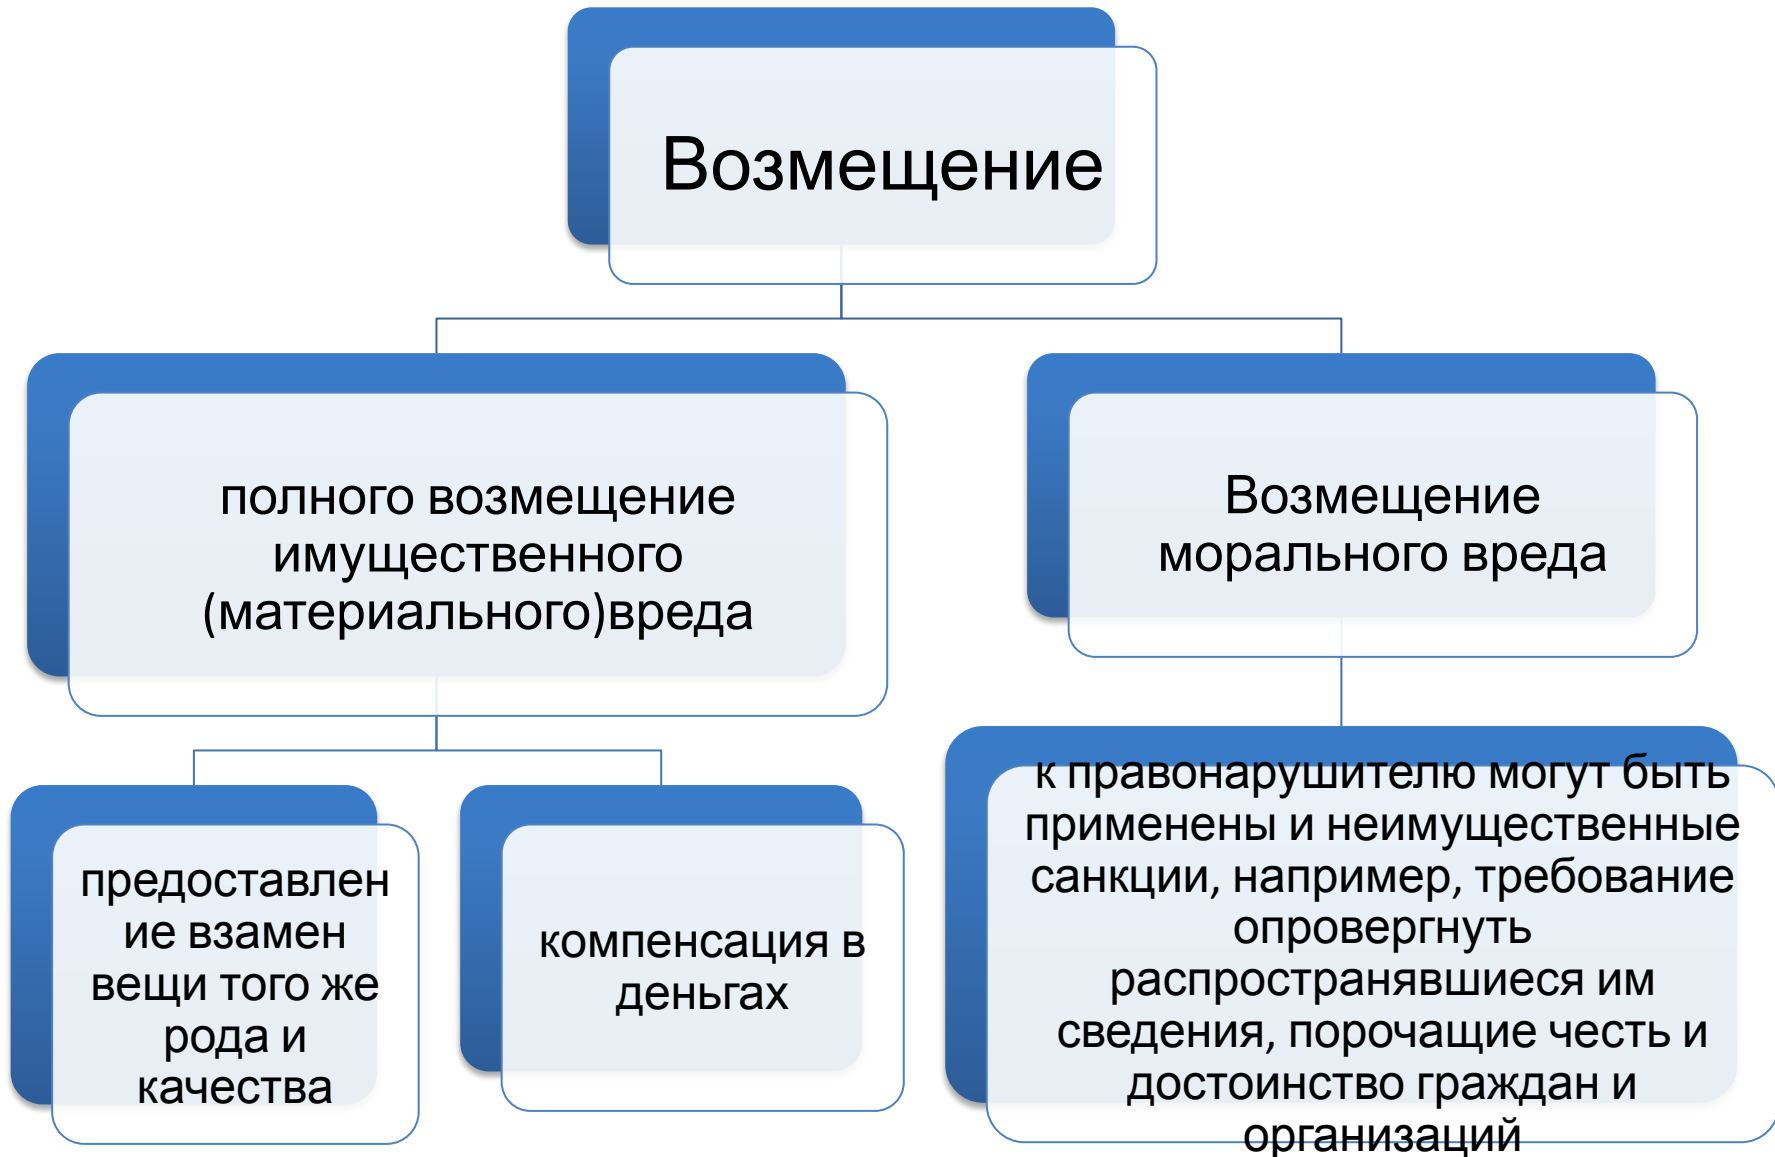 Возмещение
полного возмещение
имущественного
(материального)вреда
Возмещение
морального вреда
предоставлен
ие взамен
вещи того же
рода и
качества
компенсация в
деньгах
к правонарушителю могут быть
применены и неимущественные
санкции, например, требование
опровергнуть
распространявшиеся им
сведения, порочащие честь и
достоинство граждан и
организаций